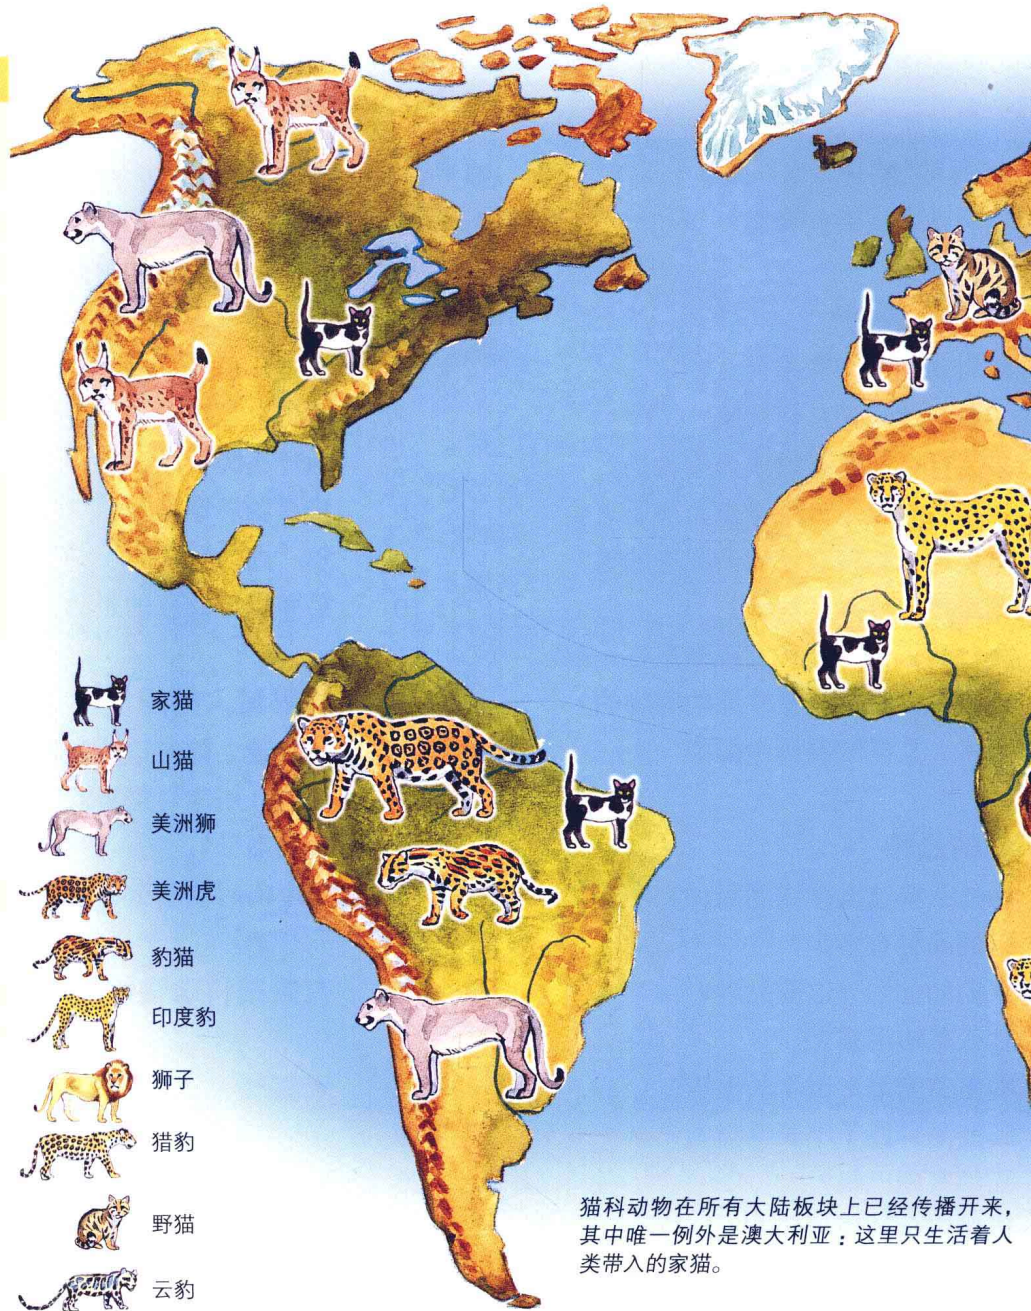 家猫
山猫
美洲狮
美洲虎
豹猫
印度豹
狮子
猎豹
野猫
云豹
猫科动物在所有大陆板块上已经传播开来，
其中唯一例外是澳大利亚：这里只生活着人
类带入的家猫。